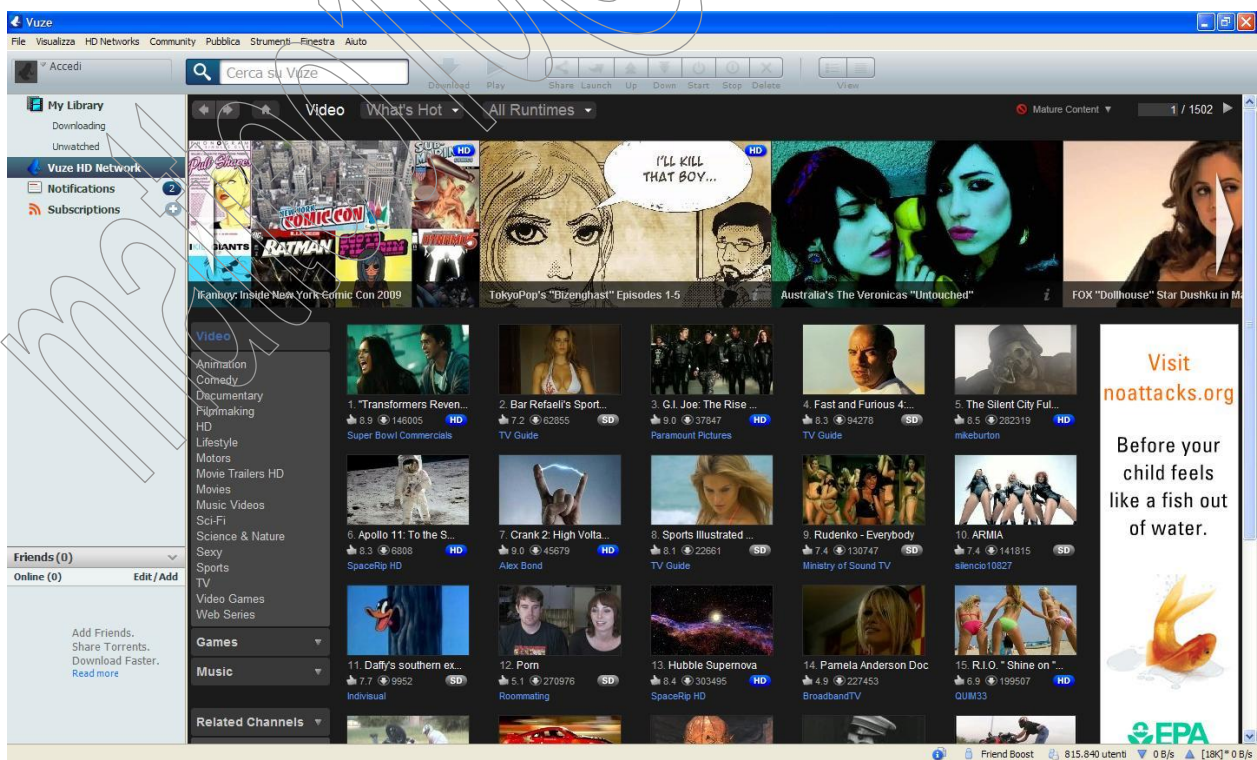 Vuze
File Visualizza HD Networks Community Pubblica Strumenti Finestra Aiuto
Accedi
Cerca su Vuze
Download Play Share Launch Up Down Start Stop Delete View
My Library
Downloading
Unwatched
Vuze HD Network
Notifications 2
Subscriptions
Video What's Hot All Runtimes Mature Content 1 / 1502
HD
NEW YORK COMIC CON
I KILL GIANTS
BATMAN
DYNAMO 5
iFanboy: Inside New York Comic Con 2009
HD
I'LL KILL
THAT BOY...
TokyoPop's "Bizenghast" Episodes 1-5
Australia's The Veronicas "Untouched"
FOX "Dollhouse" Star Dushku in Ma
Video
Animation
Comedy
Documentary
Filmmaking
HD
Lifestyle
Motors
Movie Trailers HD
Movies
Music Videos
Sci-Fi
Science & Nature
Sexy
Sports
TV
Video Games
Web Series
Games
Music
Related Channels
1. "Transformers Reven...
8.9 146005 HD
Super Bowl Commercials
2. Bar Refaeli's Sport...
7.2 62855 SD
TV Guide
3. G.I. Joe: The Rise ...
9.0 37847 HD
Paramount Pictures
4. Fast and Furious 4:...
8.3 94278 SD
TV Guide
5. The Silent City Ful...
8.5 282319 HD
mikeburton
6. Apollo 11: To the S...
8.3 6808 HD
SpaceRip HD
7. Crank 2: High Volta...
9.0 45679 HD
Alex Bond
8. Sports Illustrated ...
8.1 22661 SD
TV Guide
9. Rudenko - Everybody
7.4 130747 SD
Ministry of Sound TV
10. ARMIA
7.4 141815 SD
silencio10827
11. Daffy's southern ex...
7.7 9952 SD
Indivisual
12. Porn
5.1 270976 SD
Roommating
13. Hubble Supernova
8.4 303495 HD
SpaceRip HD
14. Pamela Anderson Doc
4.9 227453
BroadbandTV
15. R.I.O. " Shine on "...
6.9 199507 HD
QUIM33
Visit
noattacks.org
Before your
child feels
like a fish out
of water.
EPA
Friends (0)
Online (0) Edit / Add
Add Friends.
Share Torrents.
Download Faster.
Read more
Friend Boost 815.840 utenti 0 B/s [18K]* 0 B/s